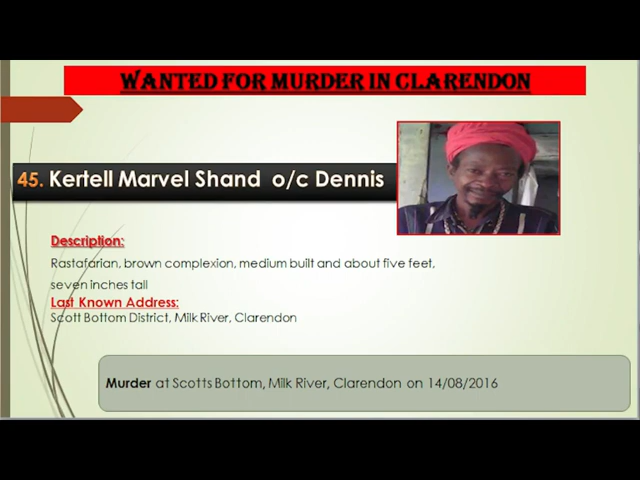 WANTED FOR MURDER IN CLARENDON
45. Kertell Marvel Shand o/c Dennis
Description:
Rastafarian, brown complexion, medium built and about five feet,
seven inches tall
Last Known Address:
Scott Bottom District, Milk River, Clarendon
Murder at Scotts Bottom, Milk River, Clarendon on 14/08/2016